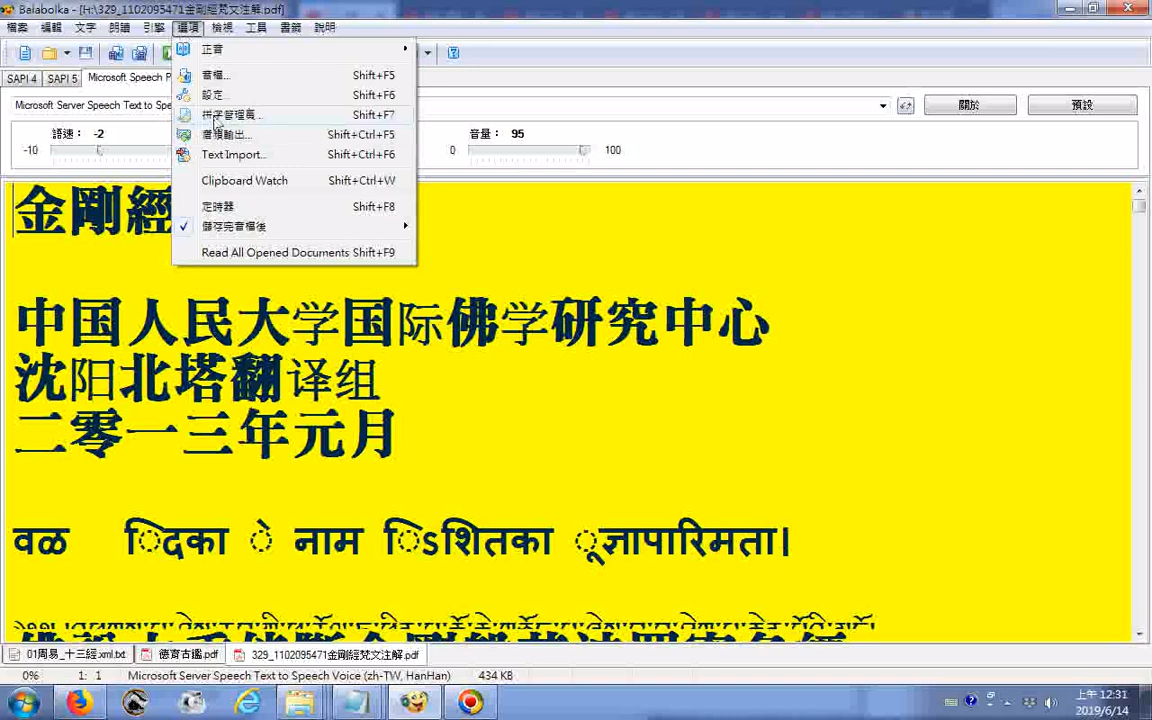 Balabolka - [H:\329_1102095471金剛經梵文注解.pdf]
檔案 編輯 文字 朗讀 引擎 選項 檢視 工具 書籤 說明
正音
音檔... Shift+F5
設定... Shift+F6
拼字管理員... Shift+F7
Shift+Ctrl+F5
Text Import... Shift+Ctrl+F6
Clipboard Watch Shift+Ctrl+W
定時器 Shift+F8
儲存完音檔後
Read All Opened Documents Shift+F9
SAPI 4 SAPI 5 Microsoft Speech P
Microsoft Server Speech Text to Spe
關於 預設
語速： -2 音量： 95
-10 0 100
金剛經
中国人民大学国际佛学研究中心
沈阳北塔翻译组
二零一三年元月
वळ िदका े नाम िऽशितका ूज्ञापारिमता।
01周易_十三經.xml.txt 德育古鑑.pdf 329_1102095471金剛經梵文注解.pdf
0% 1: 1 Microsoft Server Speech Text to Speech Voice (zh-TW, HanHan) 434 KB
上午 12:31
2019/6/14